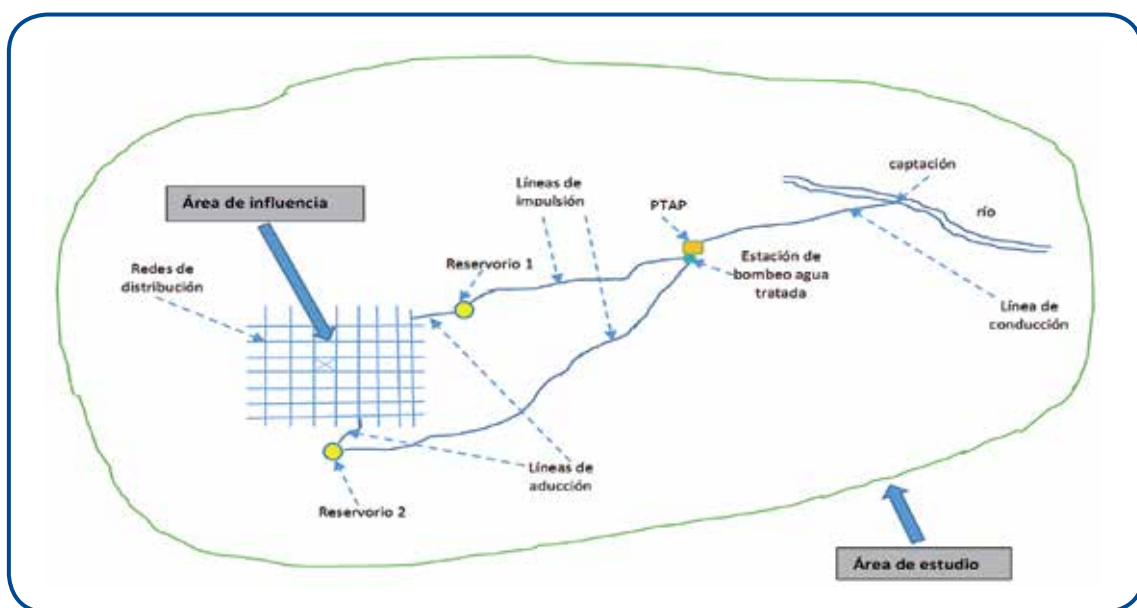 captación
Líneas de
impulsión
Área de influencia
PTAP
río
Reservorio 1
Estación de
bombeo agua
tratada
Redes de
distribución
Línea de
conducción
Líneas de
aducción
Reservorio 2
Área de estudio